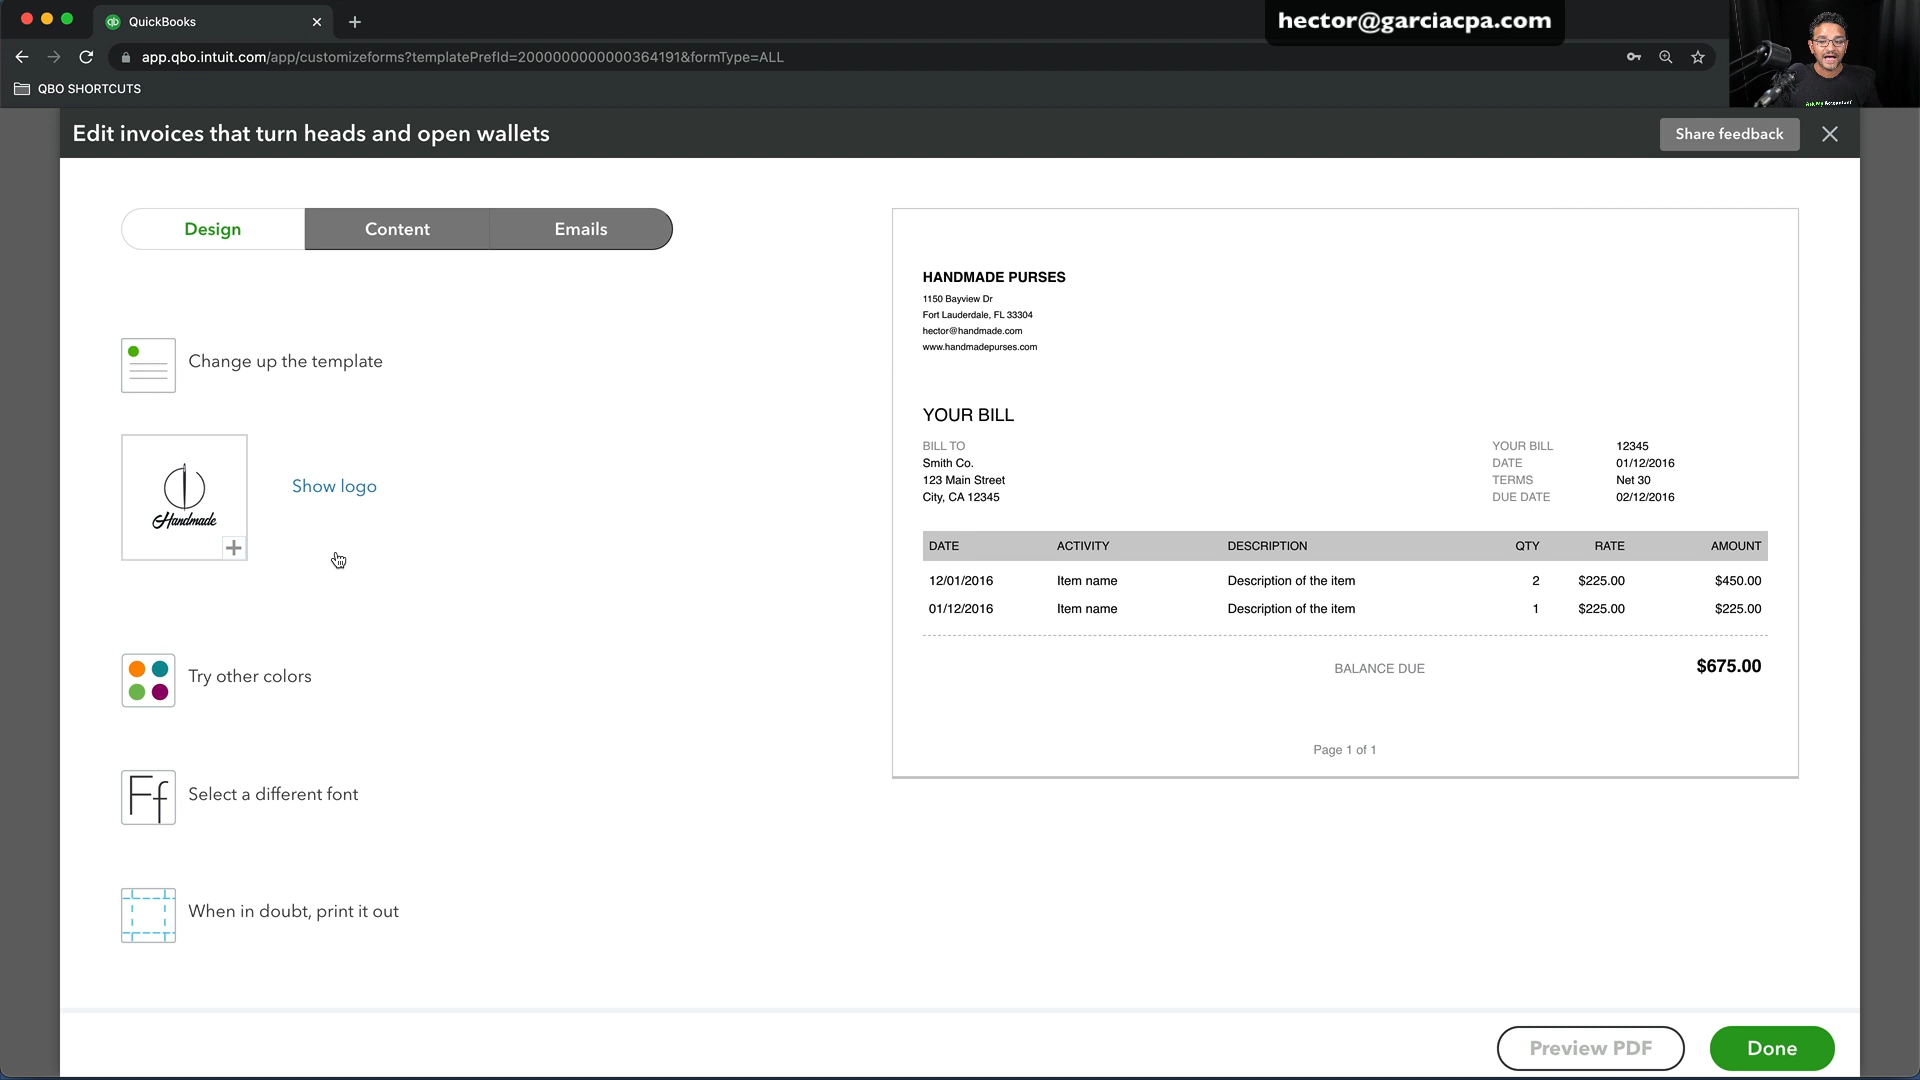 QuickBooks
hector@garciacpa.com
app.qbo.intuit.com/app/customizeforms?templatePrefId=2000000000000364191&formType=ALL
QBO SHORTCUTS
Edit invoices that turn heads and open wallets
Share feedback
Design
Content
Emails
Change up the template
Handmade
Show logo
Try other colors
Ff
Select a different font
When in doubt, print it out
HANDMADE PURSES
1150 Bayview Dr
Fort Lauderdale, FL 33304
hector@handmade.com
www.handmadepurses.com
YOUR BILL
BILL TO
Smith Co.
123 Main Street
City, CA 12345
YOUR BILL 12345
DATE 01/12/2016
TERMS Net 30
DUE DATE 02/12/2016
DATE ACTIVITY DESCRIPTION QTY RATE AMOUNT
12/01/2016 Item name Description of the item 2 $225.00 $450.00
01/12/2016 Item name Description of the item 1 $225.00 $225.00
BALANCE DUE $675.00
Page 1 of 1
Preview PDF
Done